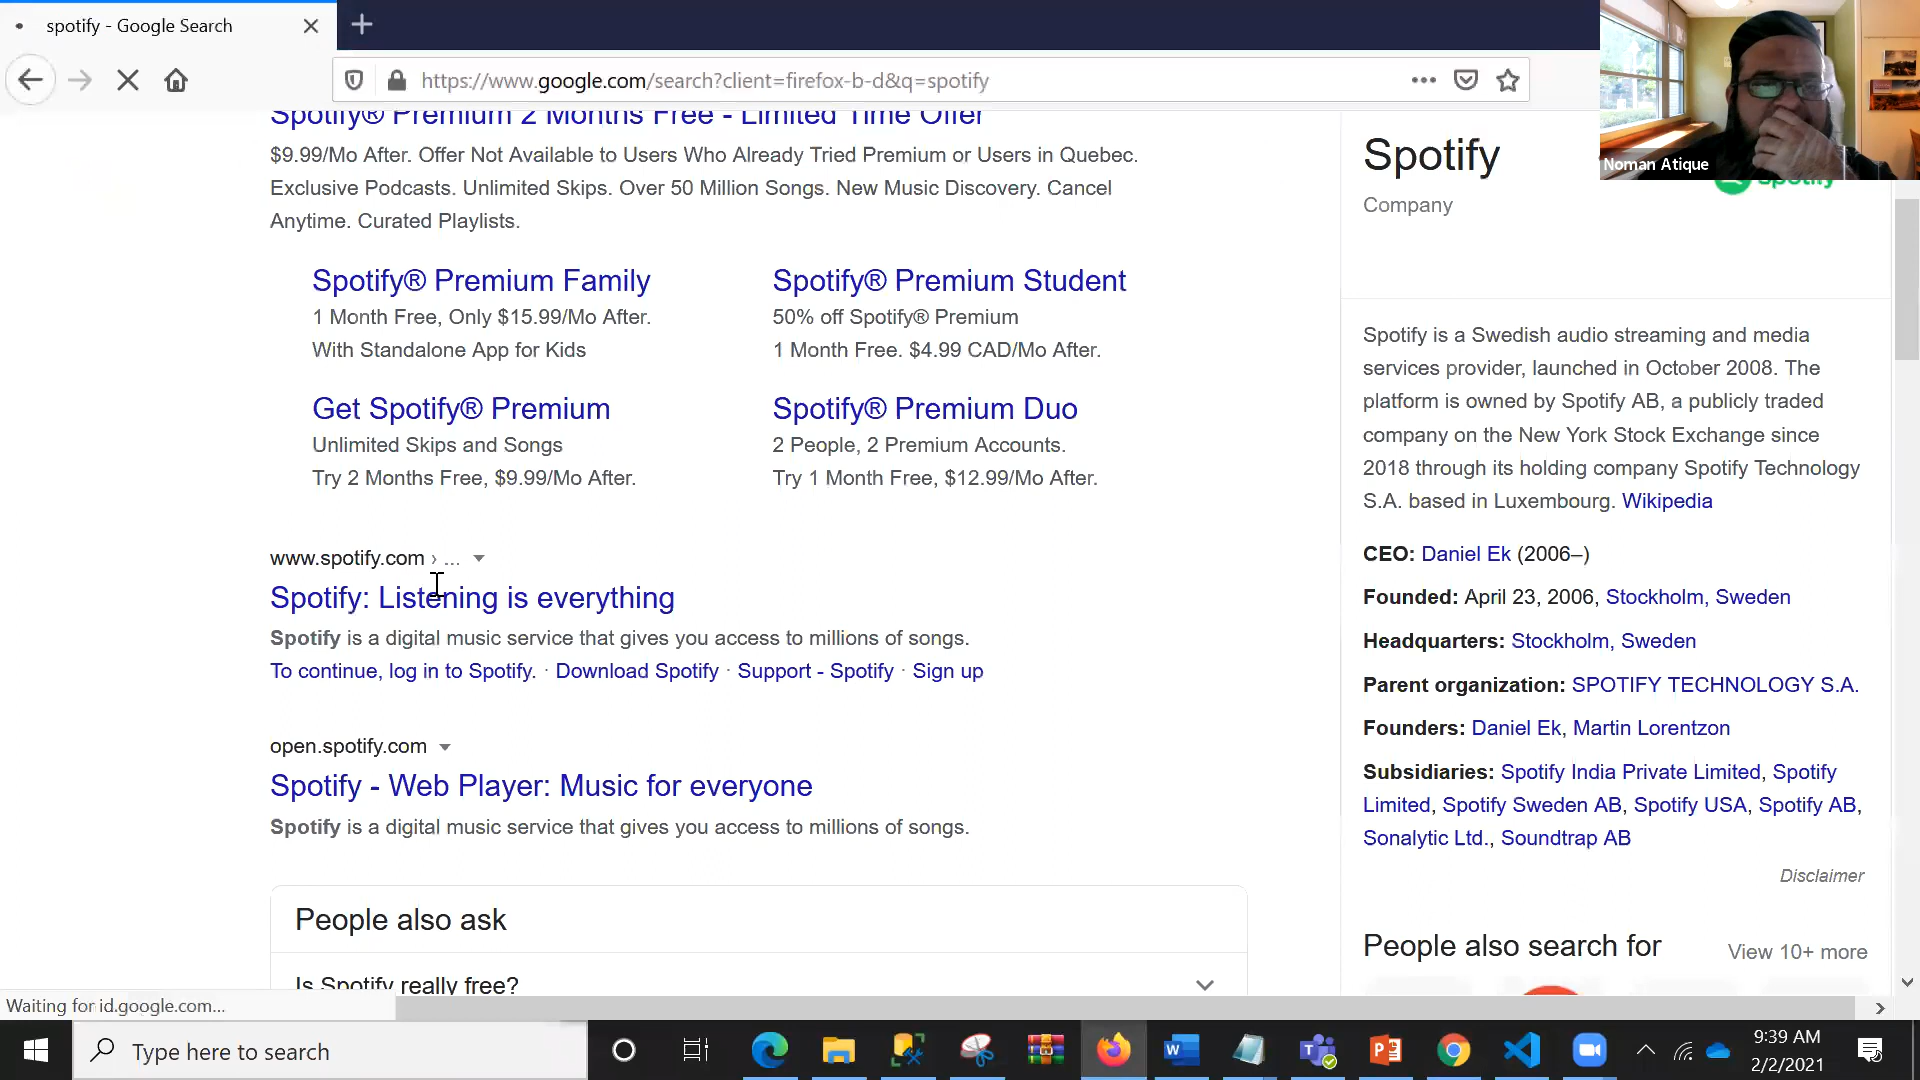 spotify - Google Search
https://www.google.com/search?client=firefox-b-d&q=spotify
Noman Atique
Spotify® Premium 2 Months Free - Limited Time Offer
$9.99/Mo After. Offer Not Available to Users Who Already Tried Premium or Users in Quebec.
Exclusive Podcasts. Unlimited Skips. Over 50 Million Songs. New Music Discovery. Cancel
Anytime. Curated Playlists.
Spotify® Premium Family
1 Month Free, Only $15.99/Mo After.
With Standalone App for Kids
Spotify® Premium Student
50% off Spotify® Premium
1 Month Free. $4.99 CAD/Mo After.
Get Spotify® Premium
Unlimited Skips and Songs
Try 2 Months Free, $9.99/Mo After.
Spotify® Premium Duo
2 People, 2 Premium Accounts.
Try 1 Month Free, $12.99/Mo After.
www.spotify.com › ...
Spotify: Listening is everything
Spotify is a digital music service that gives you access to millions of songs.
To continue, log in to Spotify. · Download Spotify · Support - Spotify · Sign up
open.spotify.com
Spotify - Web Player: Music for everyone
Spotify is a digital music service that gives you access to millions of songs.
People also ask
Is Spotify really free?
Spotify
Spotify
Company
Spotify is a Swedish audio streaming and media
services provider, launched in October 2008. The
platform is owned by Spotify AB, a publicly traded
company on the New York Stock Exchange since
2018 through its holding company Spotify Technology
S.A. based in Luxembourg. Wikipedia
CEO: Daniel Ek (2006–)
Founded: April 23, 2006, Stockholm, Sweden
Headquarters: Stockholm, Sweden
Parent organization: SPOTIFY TECHNOLOGY S.A.
Founders: Daniel Ek, Martin Lorentzon
Subsidiaries: Spotify India Private Limited, Spotify
Limited, Spotify Sweden AB, Spotify USA, Spotify AB,
Sonalytic Ltd., Soundtrap AB
Disclaimer
People also search for
View 10+ more
Waiting for id.google.com...
Type here to search
9:39 AM
2/2/2021